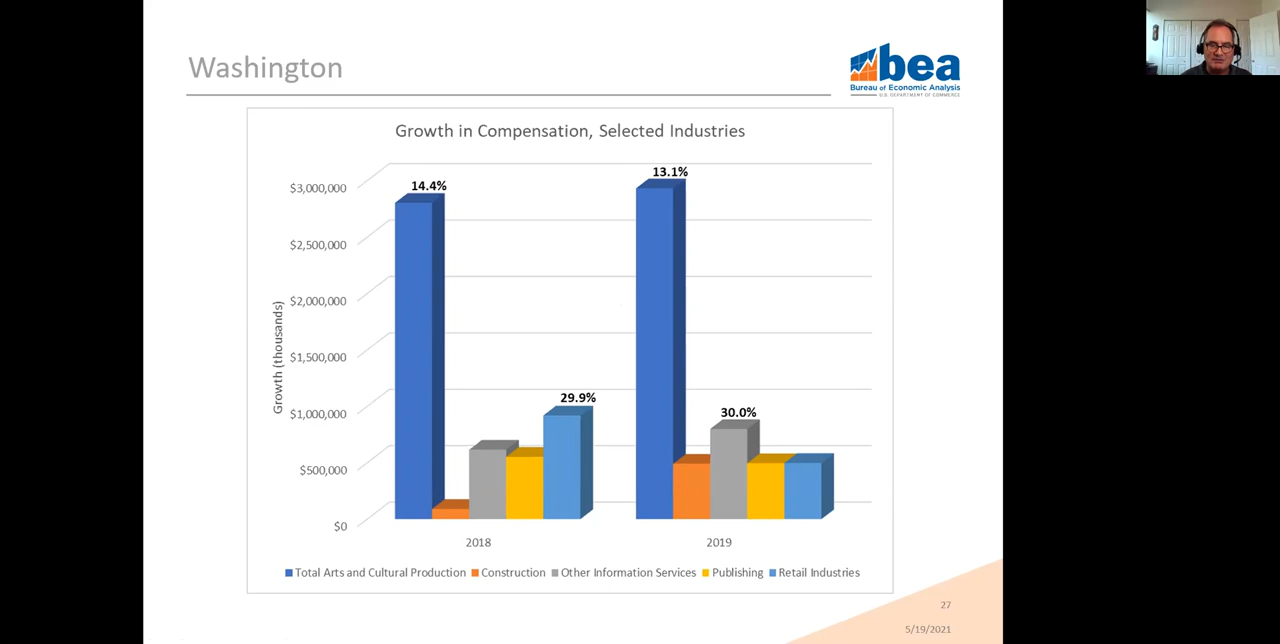 Washington
bea
Bureau of Economic Analysis
U.S. DEPARTMENT OF COMMERCE
Growth in Compensation, Selected Industries
Growth (thousands)
$3,000,000
$2,500,000
$2,000,000
$1,500,000
$1,000,000
$500,000
$0
14.4%
29.9%
13.1%
30.0%
2018
2019
Total Arts and Cultural Production
Construction
Other Information Services
Publishing
Retail Industries
27
5/19/2021